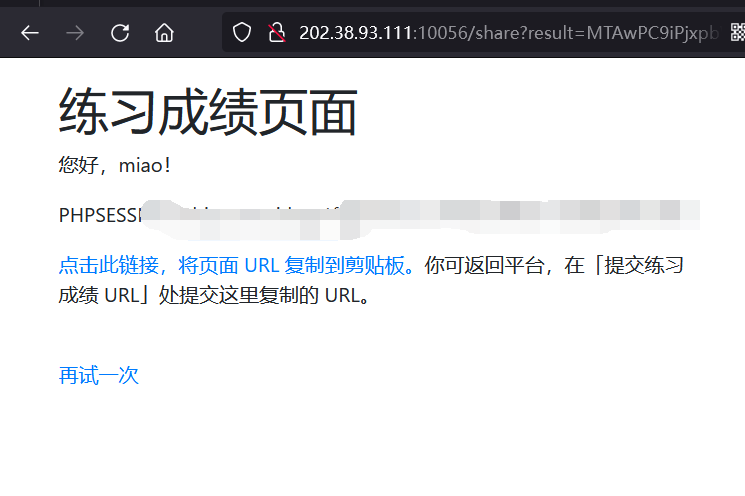 202.38.93.111:10056/share?result=MTAwPC9iPjxpb
练习成绩页面
您好，miao！
PHPSESSI
点击此链接，将页面 URL 复制到剪贴板。你可返回平台，在「提交练习
成绩 URL」处提交这里复制的 URL。
再试一次